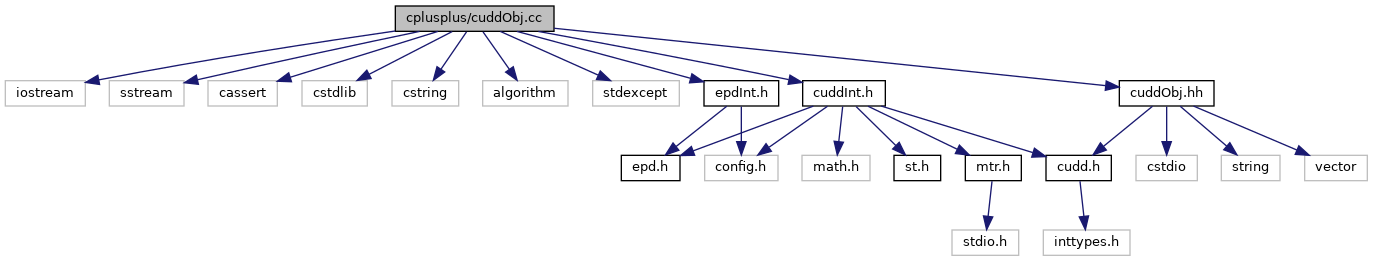 cplusplus/cuddObj.cc
iostream
sstream
cassert
cstdlib
cstring
algorithm
stdexcept
epdInt.h
cuddInt.h
cuddObj.hh
epd.h
config.h
math.h
st.h
mtr.h
cudd.h
cstdio
string
vector
stdio.h
inttypes.h